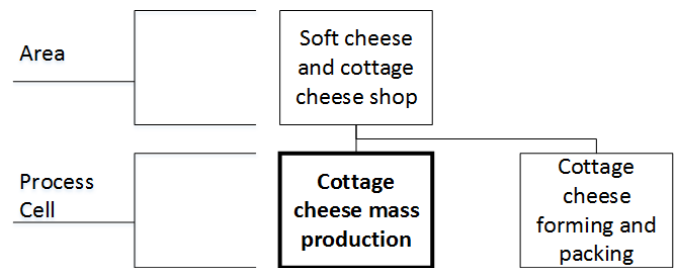 Area
Soft cheese
and cottage
cheese shop
Process
Cell
Cottage
cheese mass
production
Cottage
cheese
forming and
packing